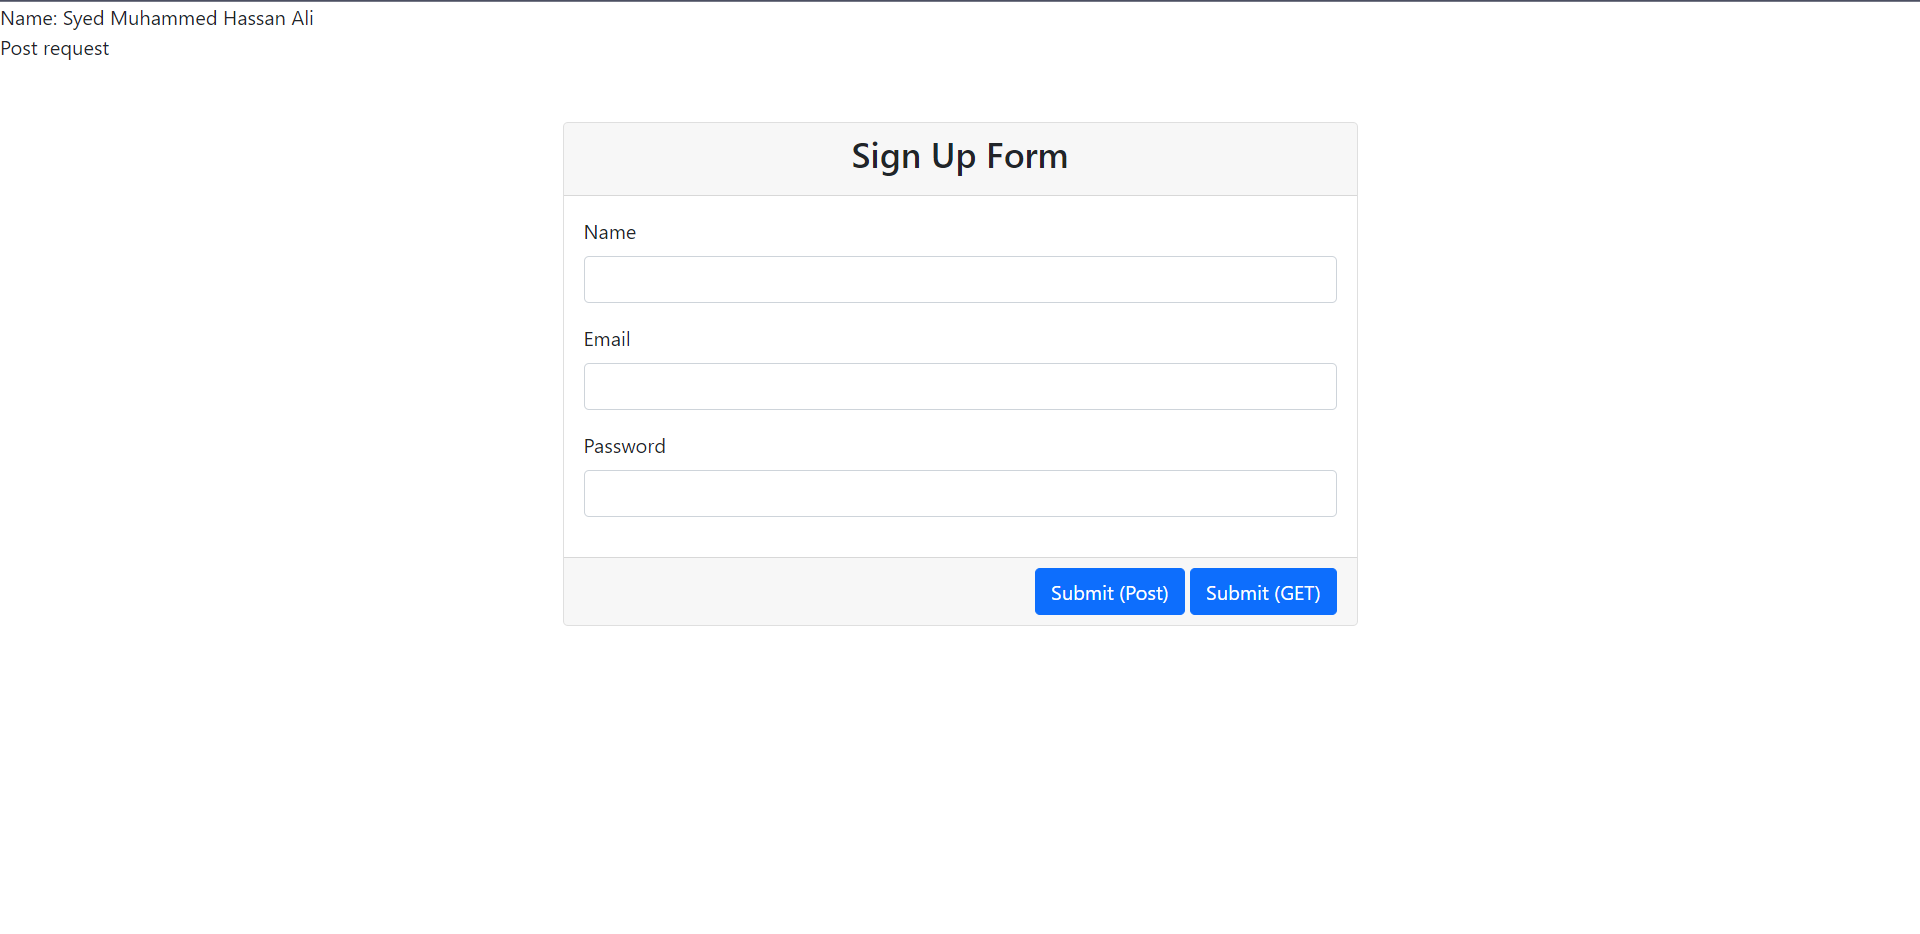 Name: Syed Muhammed Hassan Ali
Post request
Sign Up Form
Name
Email
Password
Submit (Post) Submit (GET)